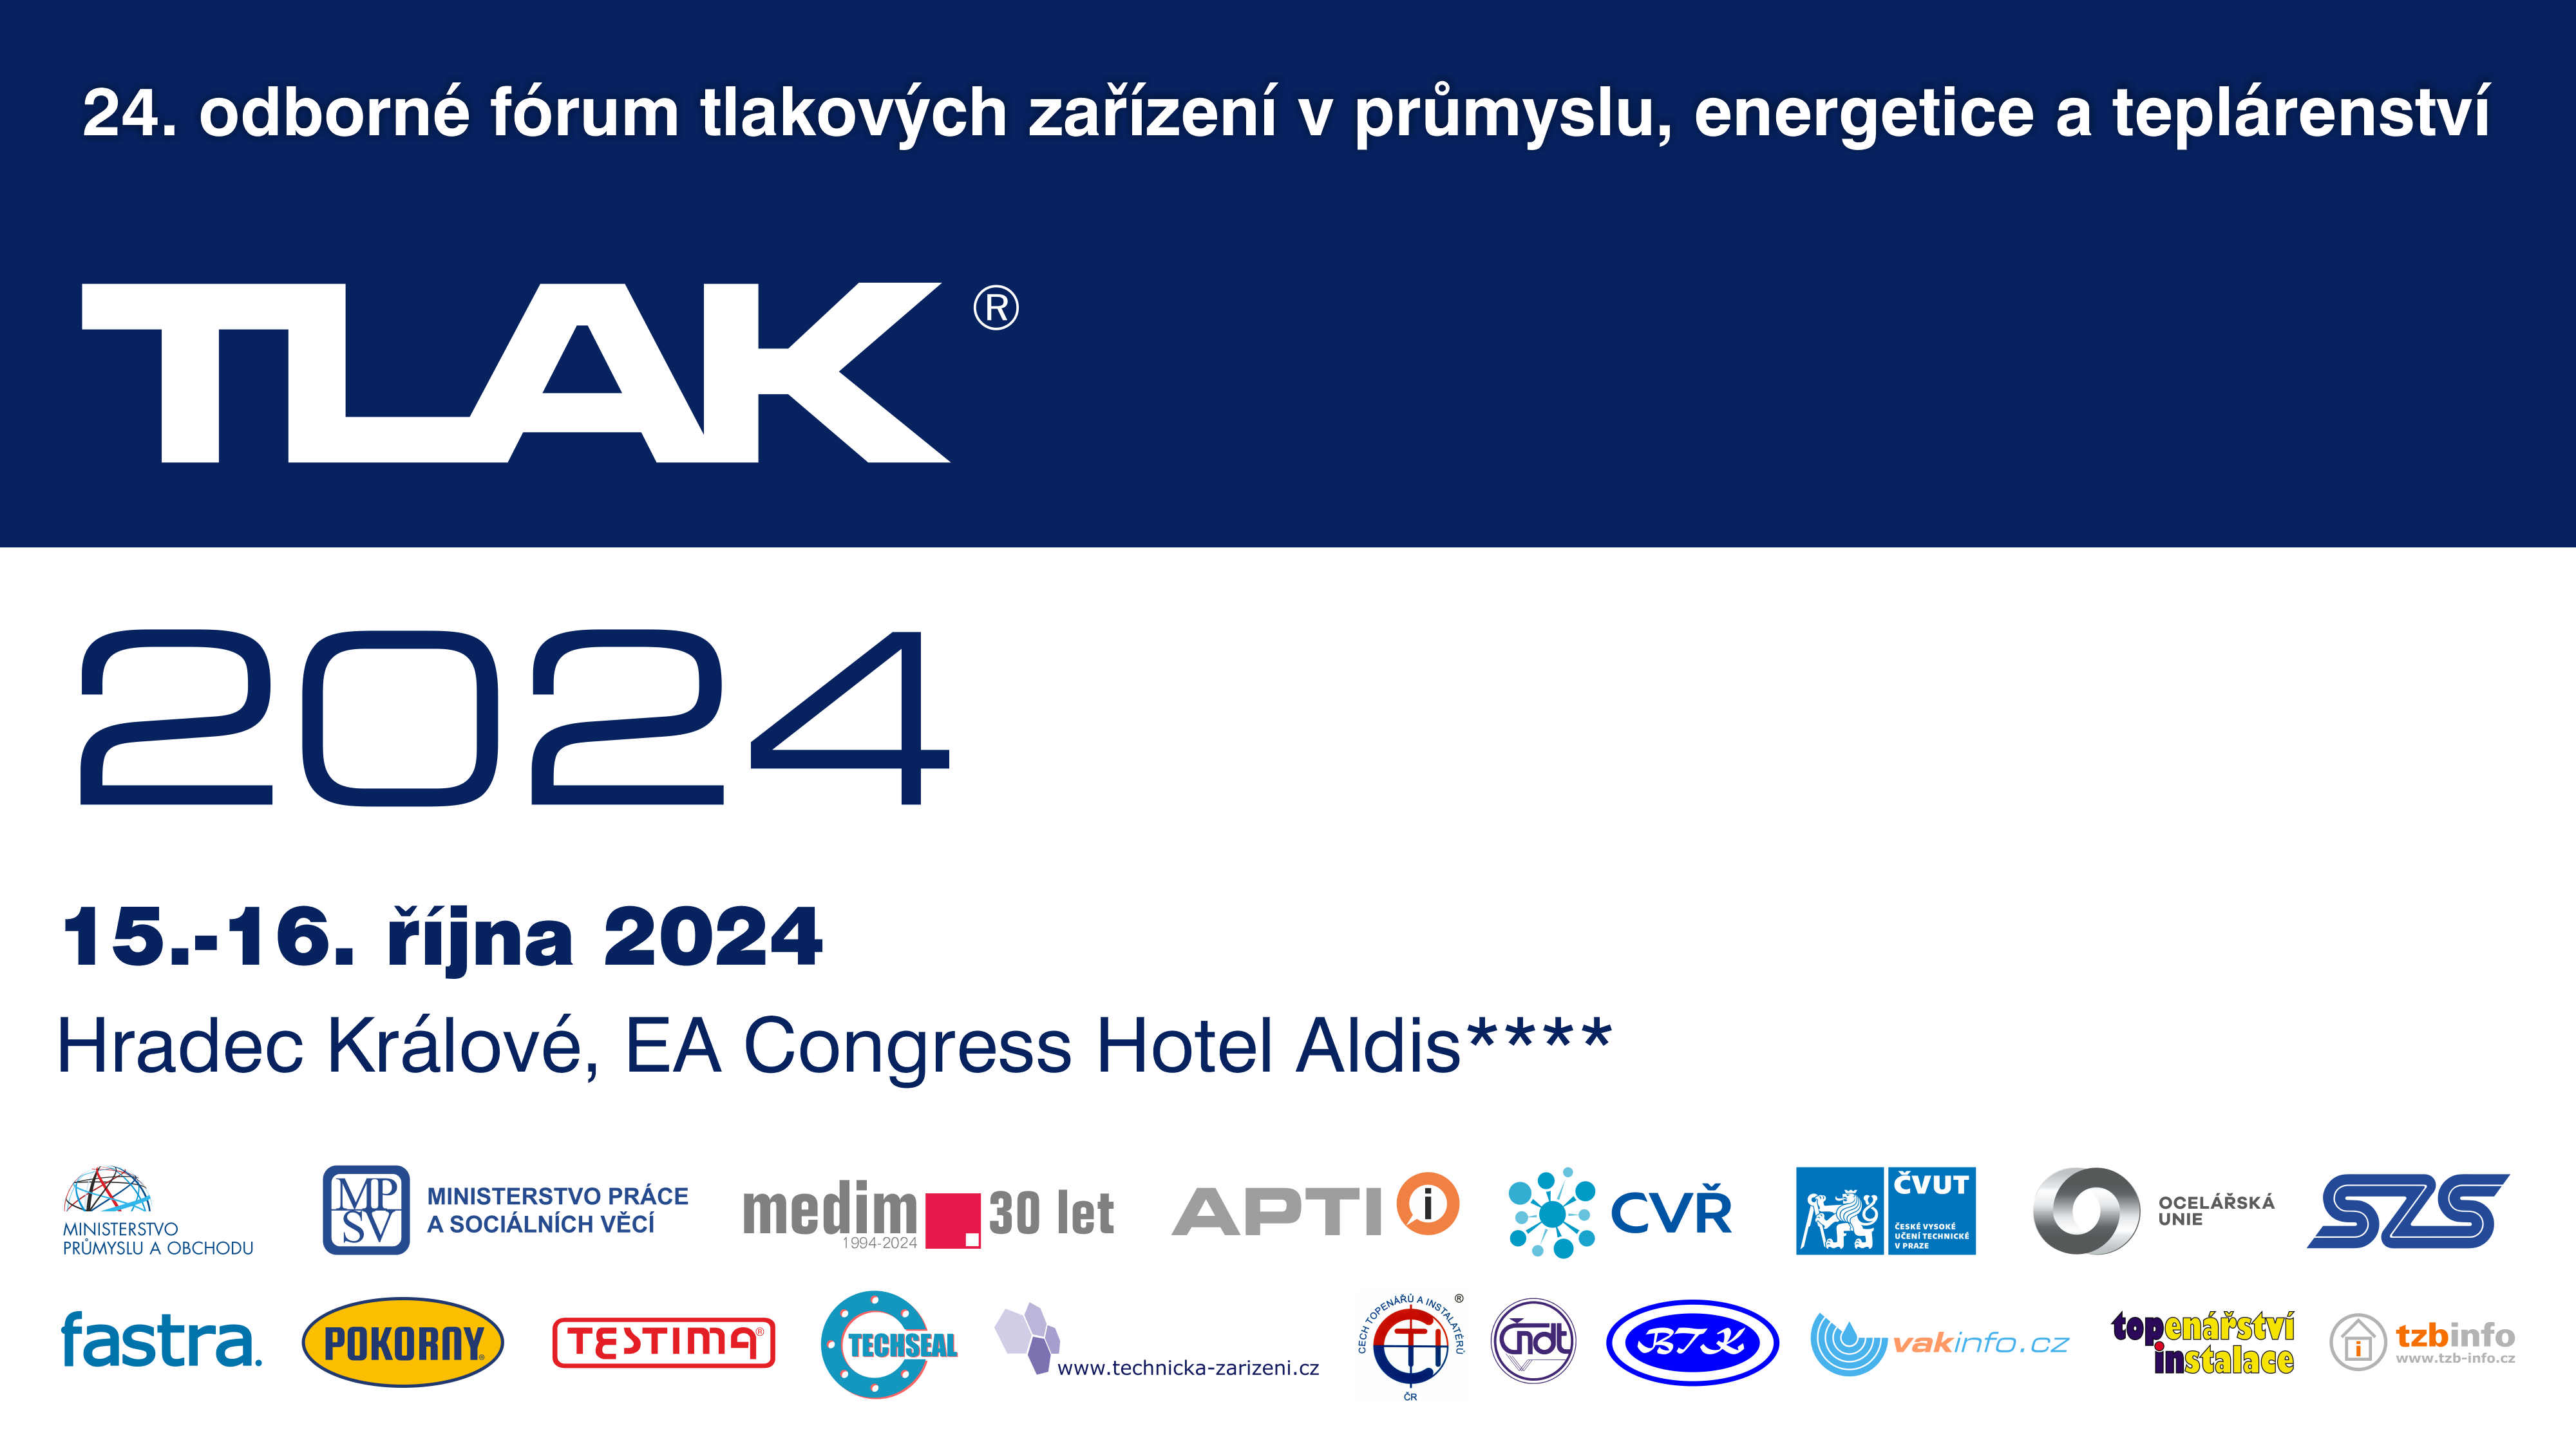 24. odborné fórum tlakových zařízení v průmyslu, energetice a teplárenství
TLAK ®
2024
15.-16. října 2024
Hradec Králové, EA Congress Hotel Aldis****
MINISTERSTVO
PRŮMYSLU A OBCHODU
MP
SV
MINISTERSTVO PRÁCE
A SOCIÁLNÍCH VĚCÍ
medim 30 let
1994-2024
APTI i
CVŘ
ČVUT
ČESKÉ VYSOKÉ
UČENÍ TECHNICKÉ
V PRAZE
OCELÁŘSKÁ
UNIE
SZS
fastra.
POKORNY®
TESTIMA®
TECHSEAL
www.technicka-zarizeni.cz
CECH TOPENÁŘŮ A INSTALATÉRŮ ®
CTI
ČR
čndt
BTK
vakinfo.cz
topenářství
instalace
i
tzbinfo
www.tzb-info.cz